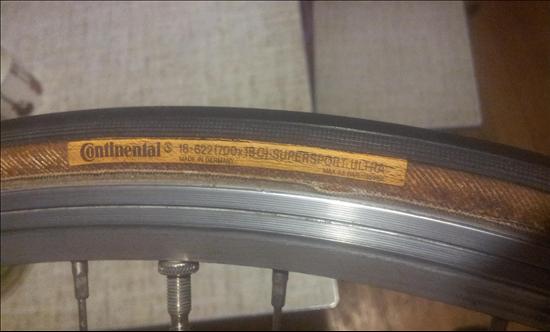 Continental 18-622 (700x18C) SUPERSPORT ULTRA
MADE IN GERMANY